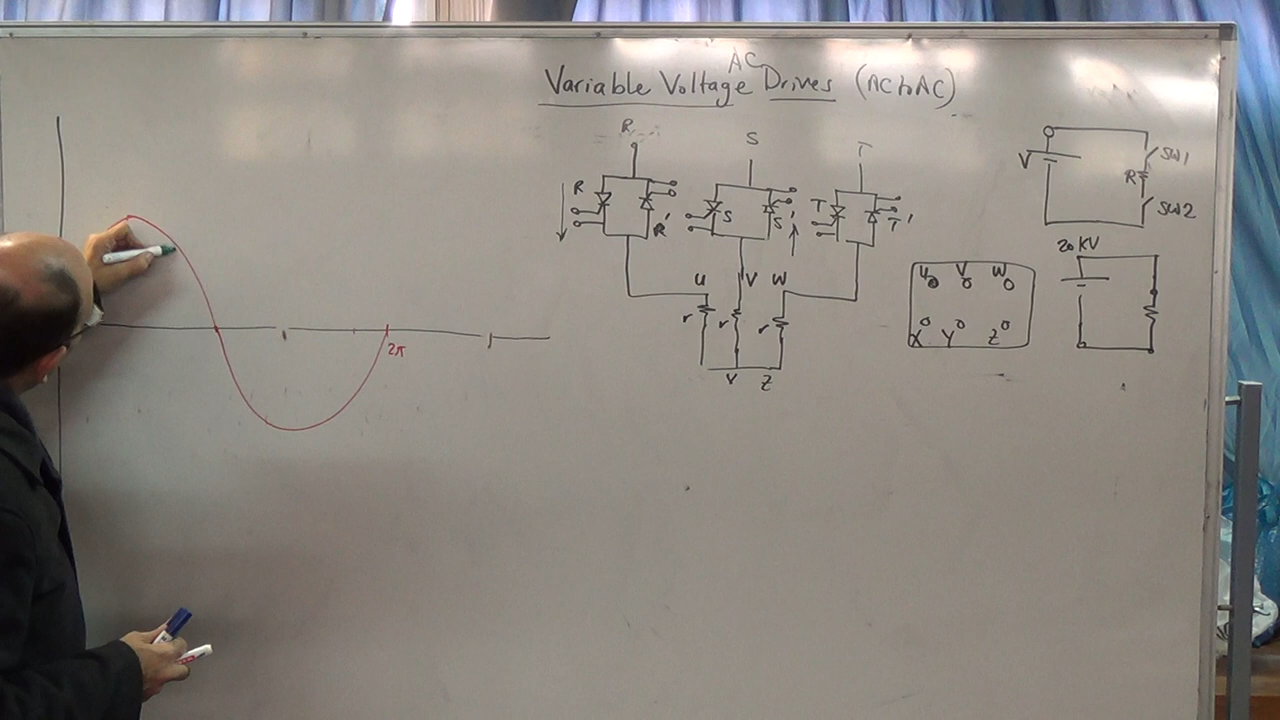 Variable Voltage AC Drives (AC to AC)
R S T
R R' S S' T T'
U V W
r r r
Y Z
2π
V SW1
R
SW2
20 KV
U V W
X Y Z